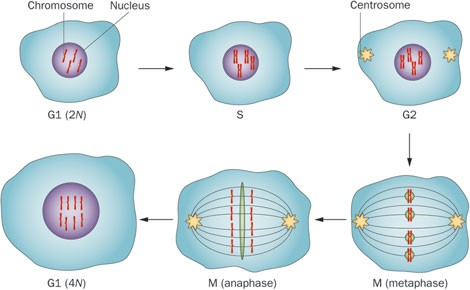 Chromosome
Nucleus
Centrosome
G1 (2N)
S
G2
G1 (4N)
M (anaphase)
M (metaphase)